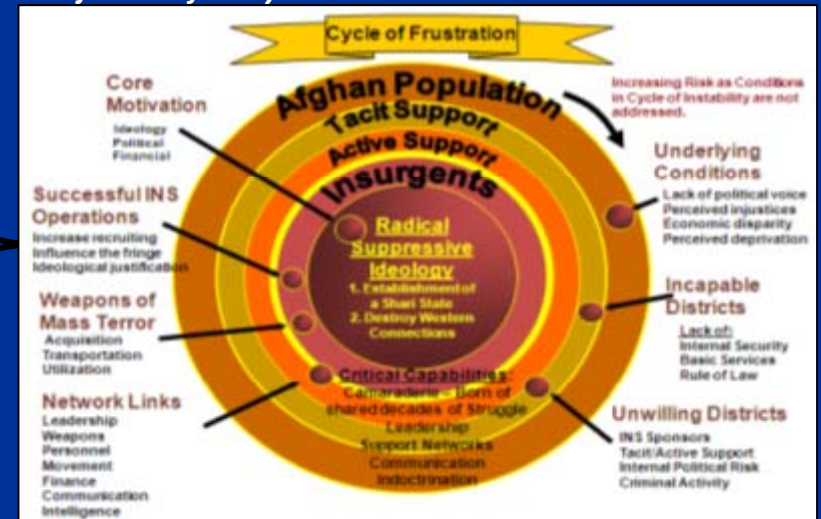 Cycle of Frustration
Afghan Population
Tacit Support
Active Support
Insurgents
Radical
Suppressive
Ideology
1. Establishment of
a Shari State
2. Destroy Western
Connections
Critical Capabilities:
Camaraderie – Born of
shared decades of Struggle
Leadership
Support Networks
Communication
Indoctrination
Core
Motivation
Ideology
Political
Financial
Successful INS
Operations
Increase recruiting
Influence the fringe
Ideological justification
Weapons of
Mass Terror
Acquisition
Transportation
Utilization
Network Links
Leadership
Weapons
Personnel
Movement
Finance
Communication
Intelligence
Increasing Risk as Conditions
in Cycle of Instability are not
addressed.
Underlying
Conditions
Lack of political voice
Perceived injustices
Economic disparity
Perceived deprivation
Incapable
Districts
Lack of:
Internal Security
Basic Services
Rule of Law
Unwilling Districts
INS Sponsors
Tacit/Active Support
Internal Political Risk
Criminal Activity